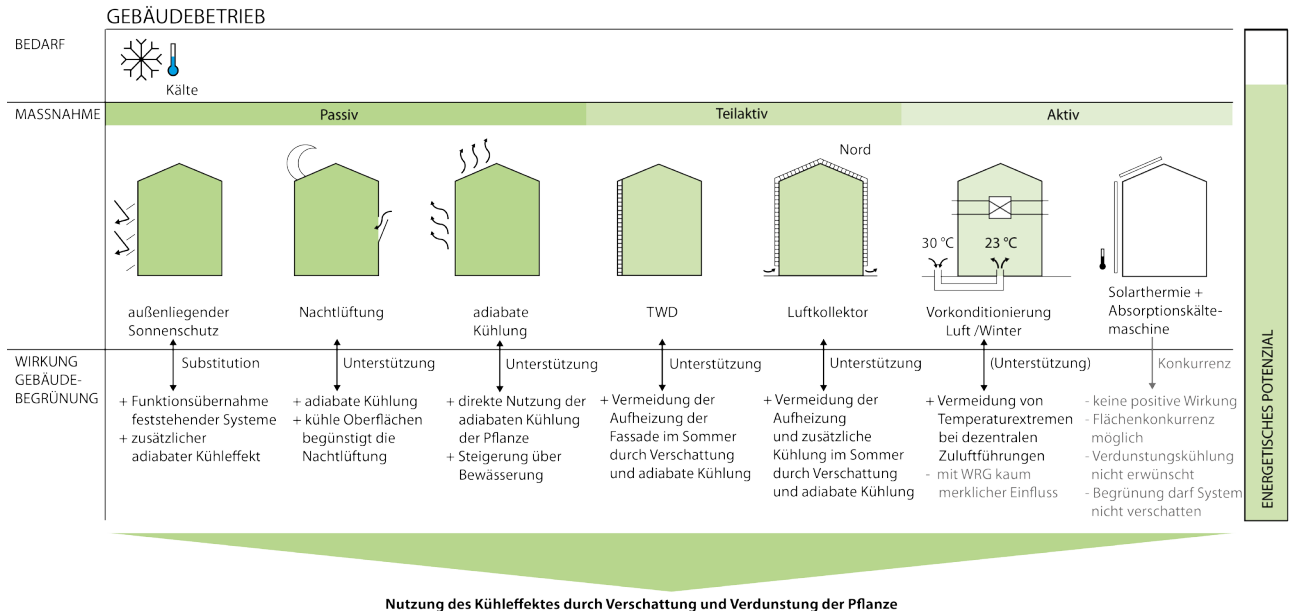 GEBÄUDEBETRIEB
BEDARF
Kälte
MASSNAHME
Passiv
Teilaktiv
Aktiv
Nord
30 °C
23 °C
außenliegender
Sonnenschutz
Nachtlüftung
adiabate
Kühlung
TWD
Luftkollektor
Vorkonditionierung
Luft /Winter
Solarthermie +
Absorptionskälte-
maschine
WIRKUNG
GEBÄUDE-
BEGRÜNUNG
Substitution
+ Funktionsübernahme
feststehender Systeme
+ zusätzlicher
adiabater Kühleffekt
Unterstützung
+ adiabate Kühlung
+ kühle Oberflächen
begünstigt die
Nachtlüftung
Unterstützung
+ direkte Nutzung der
adiabaten Kühlung
der Pflanze
+ Steigerung über
Bewässerung
Unterstützung
+ Vermeidung der
Aufheizung der
Fassade im Sommer
durch Verschattung
und adiabate Kühlung
Unterstützung
+ Vermeidung der
Aufheizung
und zusätzliche
Kühlung im Sommer
durch Verschattung
und adiabate Kühlung
(Unterstützung)
+ Vermeidung von
Temperaturextremen
bei dezentralen
Zuluftführungen
- mit WRG kaum
merklicher Einfluss
Konkurrenz
- keine positive Wirkung
- Flächenkonkurrenz
möglich
- Verdunstungskühlung
nicht erwünscht
- Begrünung darf System
nicht verschatten
ENERGETISCHES POTENZIAL
Nutzung des Kühleffektes durch Verschattung und Verdunstung der Pflanze